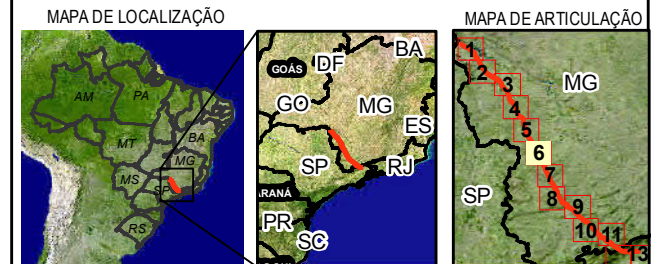 MAPA DE LOCALIZAÇÃO
AM
PA
MT
BA
MG
MS
SP
RS
BA
GOÁS
DF
GO
MG
ES
SP
RJ
ARANÁ
PR
SC
MAPA DE ARTICULAÇÃO
1
2
3
MG
4
5
6
7
SP
8
9
10
11
13